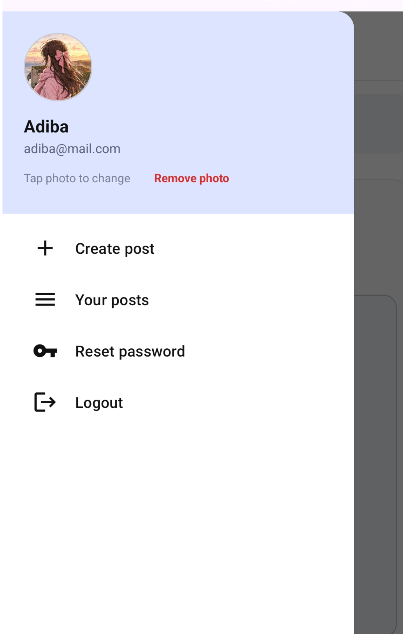 Adiba
adiba@mail.com
Tap photo to change Remove photo
Create post
Your posts
Reset password
Logout